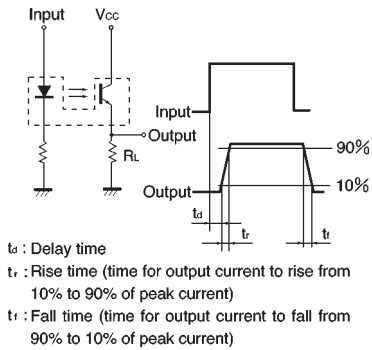 Input Vcc
Input
Output
RL
90%
10%
Output
td
tr tf
td : Delay time
tr : Rise time (time for output current to rise from
10% to 90% of peak current)
tf : Fall time (time for output current to fall from
90% to 10% of peak current)